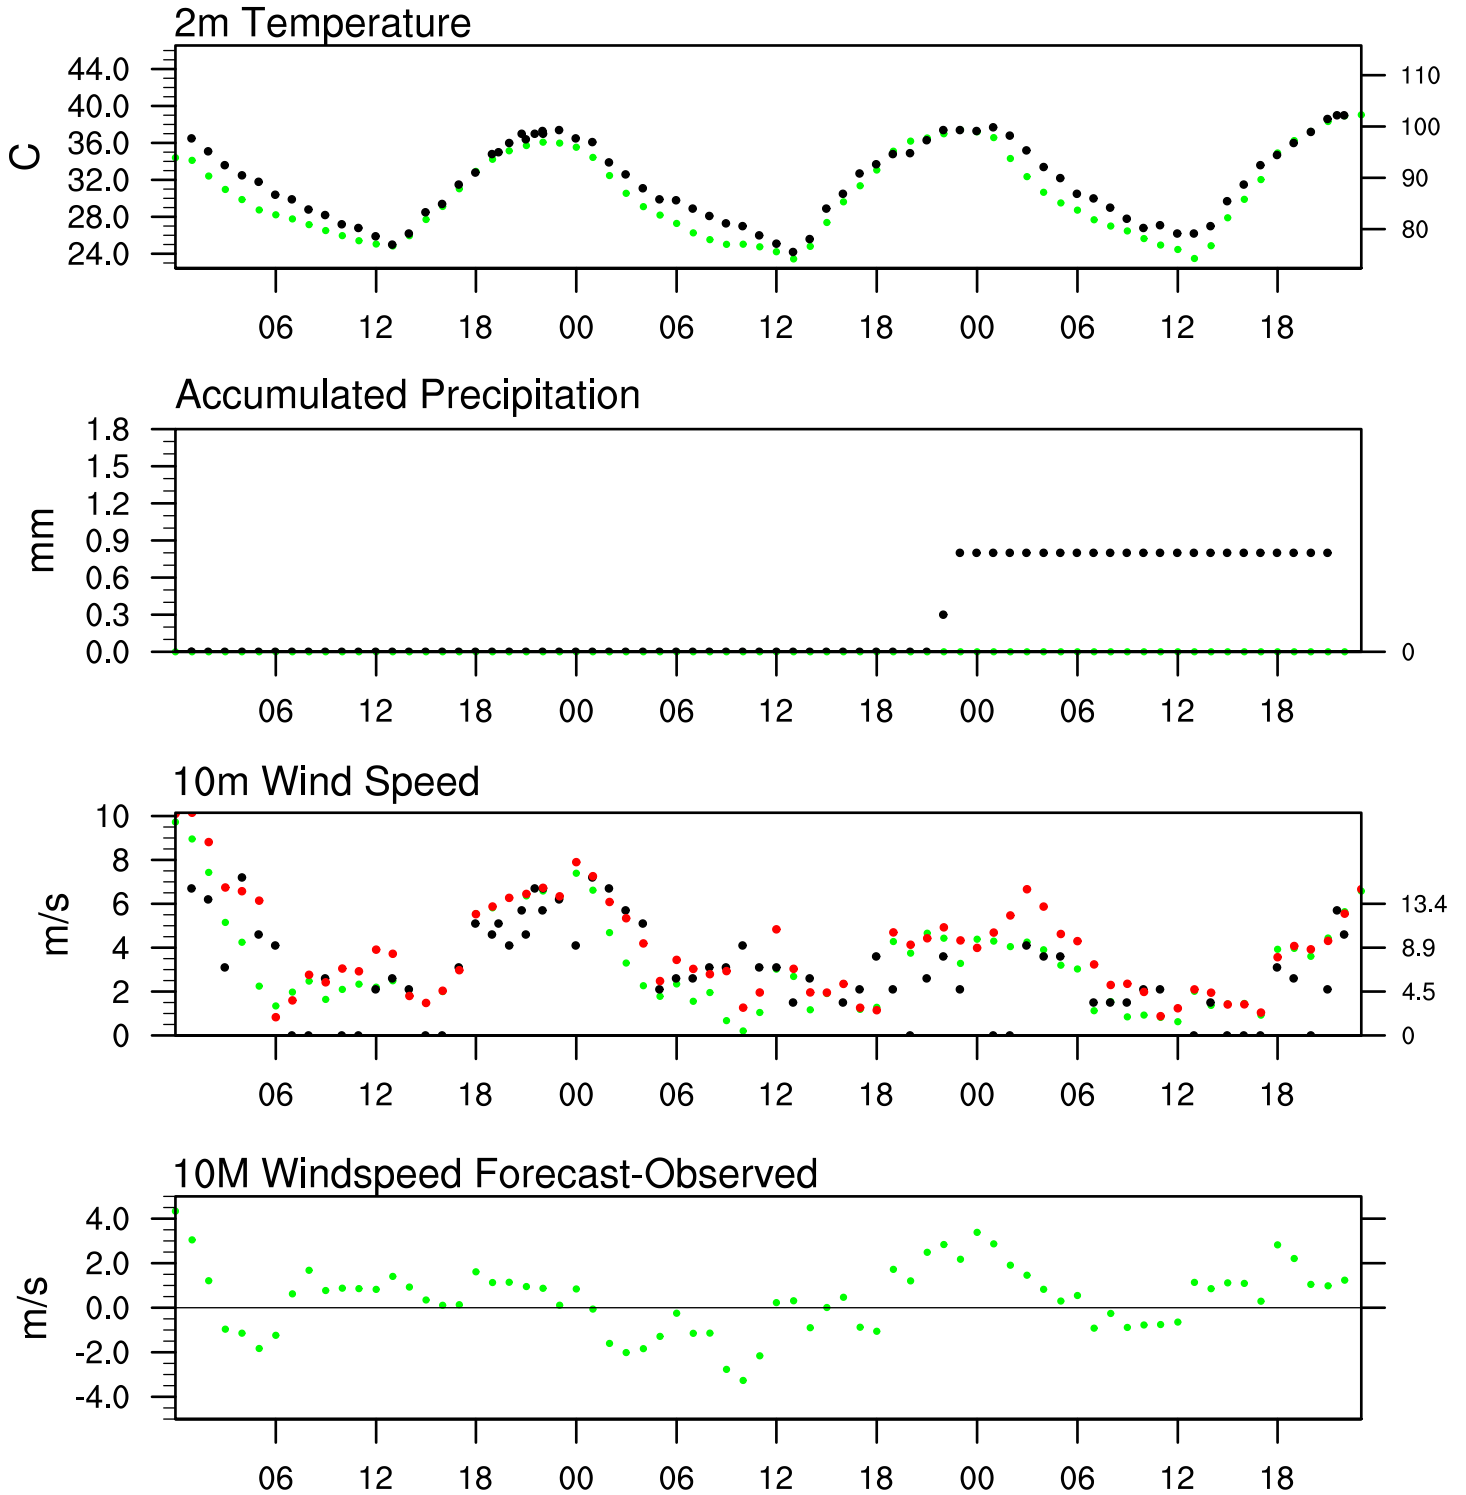 2m Temperature
44.0
40.0
36.0
32.0
28.0
24.0
C
110
100
90
80
06 12 18 00 06 12 18 00 06 12 18
Accumulated Precipitation
1.8
1.5
1.2
0.9
0.6
0.3
0.0
mm
0
06 12 18 00 06 12 18 00 06 12 18
10m Wind Speed
10
8
6
4
2
0
m/s
13.4
8.9
4.5
0
06 12 18 00 06 12 18 00 06 12 18
10M Windspeed Forecast-Observed
4.0
2.0
0.0
-2.0
-4.0
m/s
06 12 18 00 06 12 18 00 06 12 18